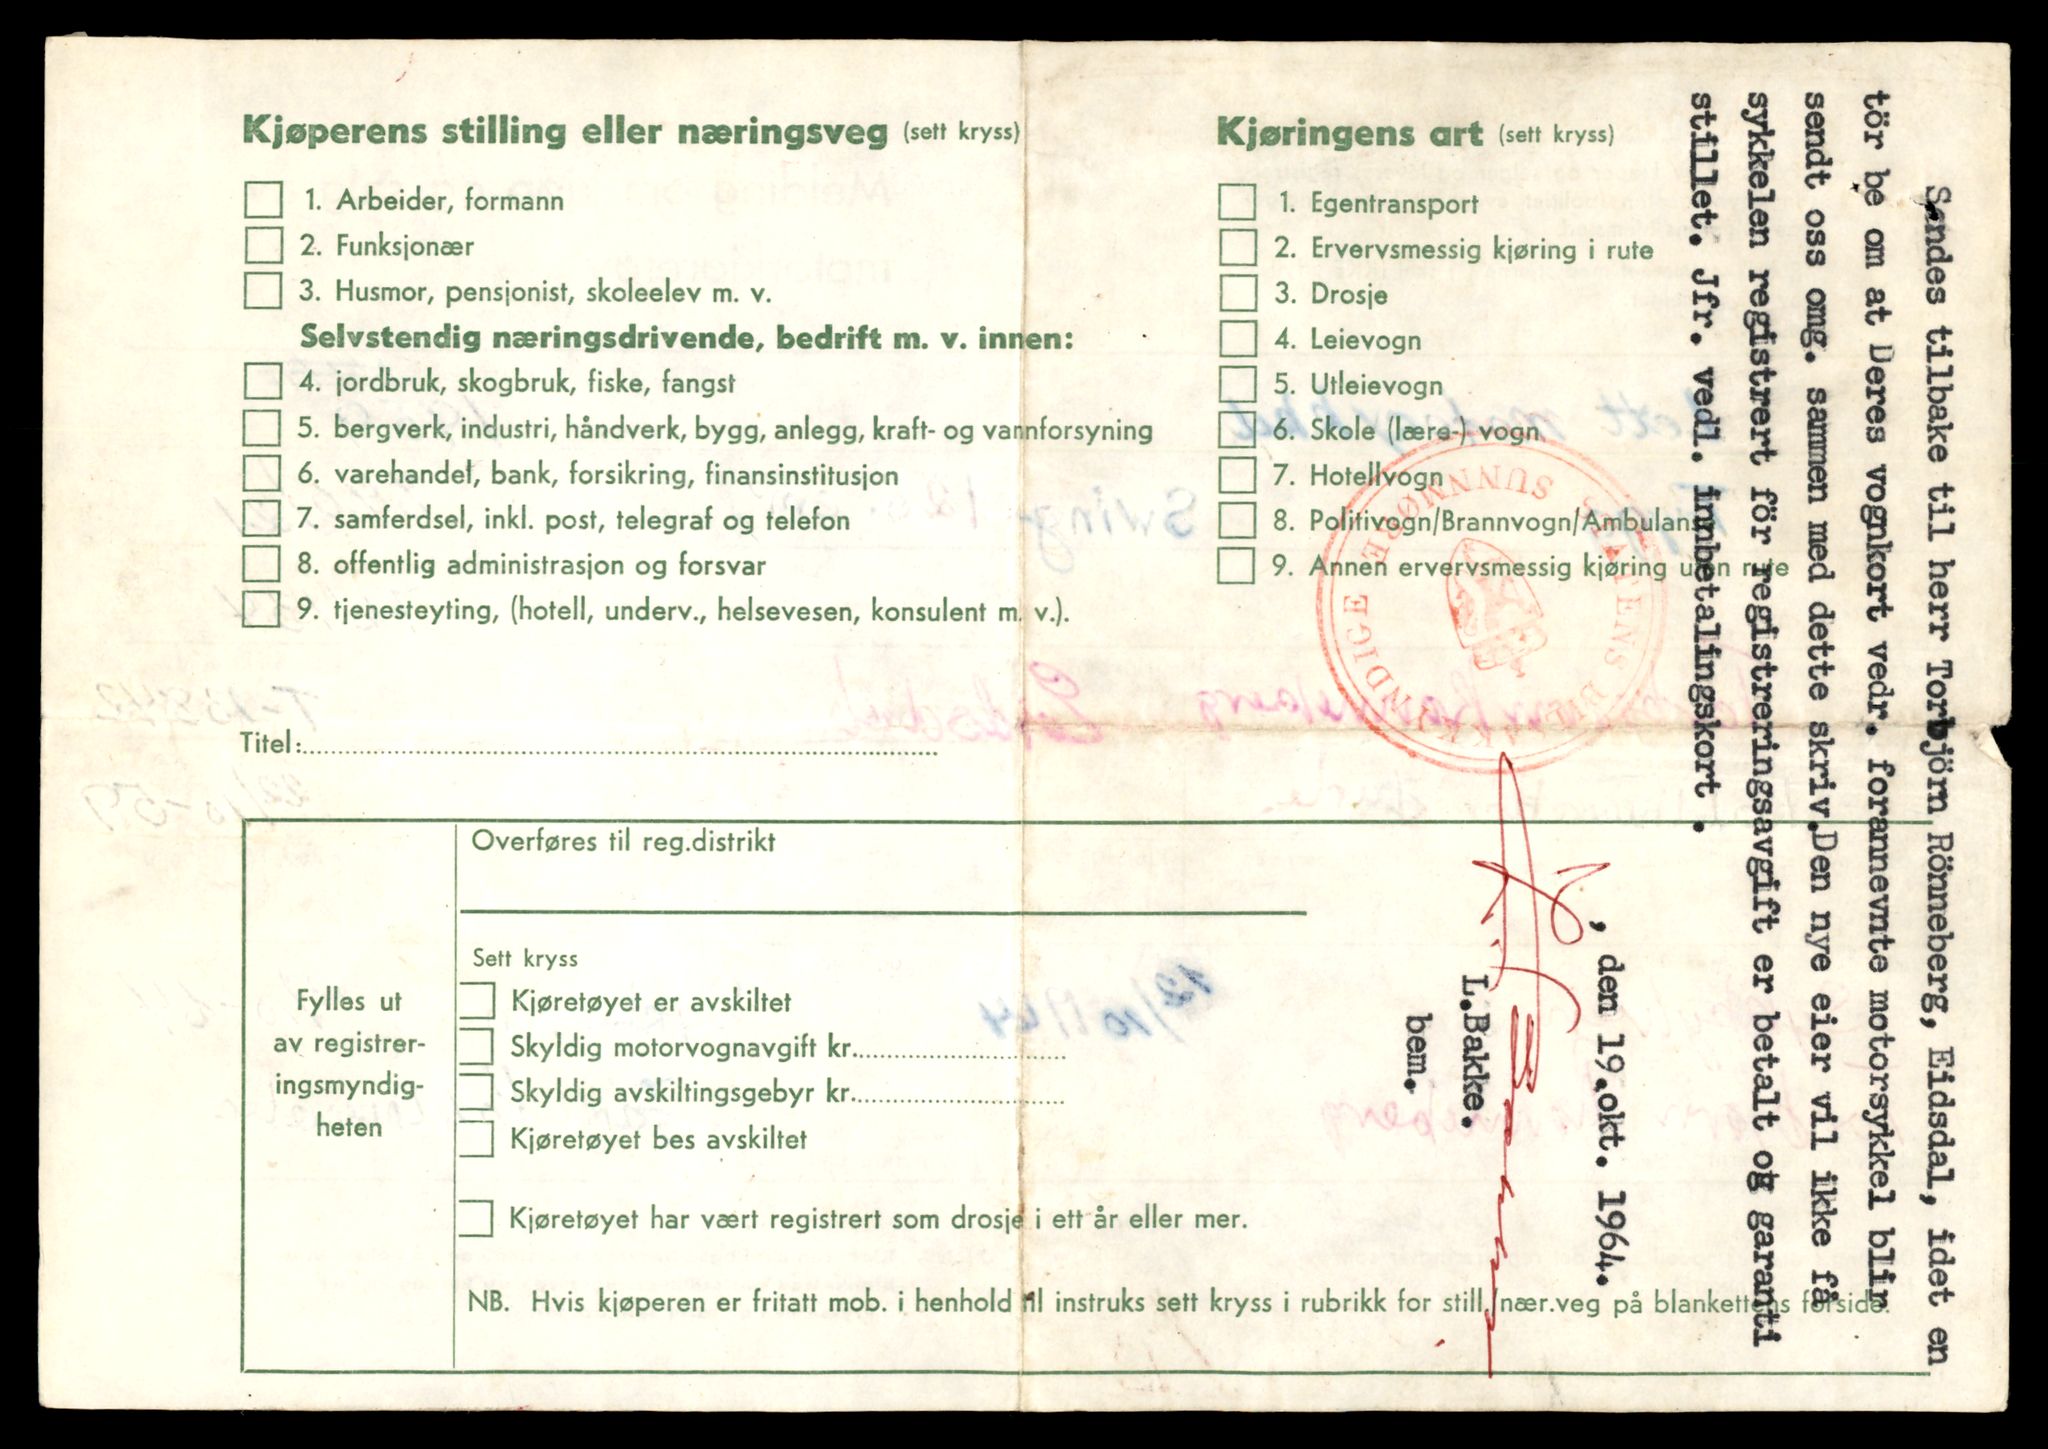 Kjøperens stilling eller næringsveg (sett kryss)
1. Arbeider, formann
2. Funksjonær
3. Husmor, pensjonist, skoleelev m. v.
Selvstendig næringsdrivende, bedrift m. v. innen:
4. jordbruk, skogbruk, fiske, fangst
5. bergverk, industri, håndverk, bygg, anlegg, kraft- og vannforsyning
6. varehandel, bank, forsikring, finansinstitusjon
7. samferdsel, inkl. post, telegraf og telefon
8. offentlig administrasjon og forsvar
9. tjenesteyting, (hotell, underv., helsevesen, konsulent m. v.).
Titel:
Kjøringens art (sett kryss)
1. Egentransport
2. Ervervsmessig kjøring i rute
3. Drosje
4. Leievogn
5. Utleievogn
6. Skole (lære-) vogn
7. Hotellvogn
8. Politivogn/Brannvogn/Ambulanse
9. Annen ervervsmessig kjøring uten rute
STATENS BILSAKKYNDIGE
SUNNMØRE
Fylles ut
av registrer-
ingsmyndig-
heten
Overføres til reg.distrikt
Sett kryss
Kjøretøyet er avskiltet
Skyldig motorvognavgift kr.
Skyldig avskiltingsgebyr kr.
Kjøretøyet bes avskiltet
Kjøretøyet har vært registrert som drosje i ett år eller mer.
NB. Hvis kjøperen er fritatt mob. i henhold til instruks sett kryss i rubrikk for still./nær.veg på blankettens forside.
Sendes tilbake til herr Torbjörn Rönneberg, Eidsdal, idet en
tör be om at Deres vognkort vedr. forannevnte motorsykkel blir
sendt oss omg. sammen med dette skriv.Den nye eier vil ikke få
sykkelen registrert för registreringsavgift er betalt og garanti
stillet. Jfr. vedl. innbetalingskort .
, den 19.okt. 1964.
L.Bakke.
bem.